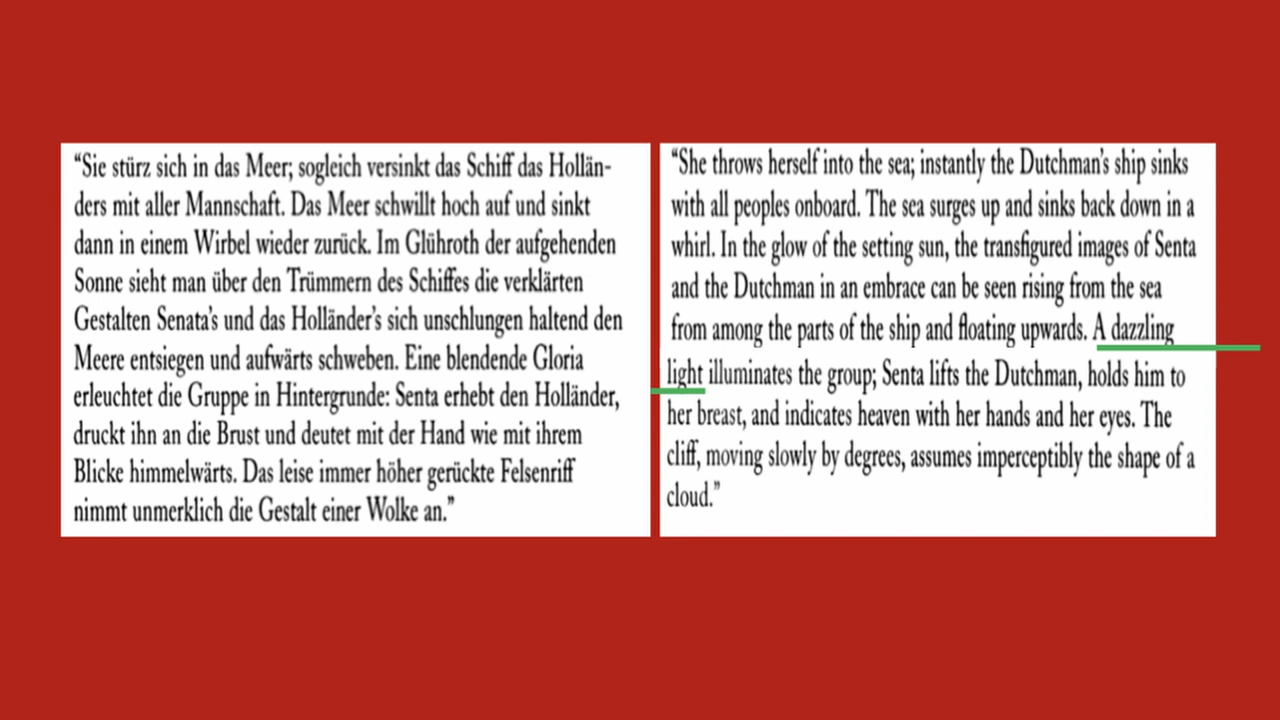 “Sie stürz sich in das Meer; sogleich versinkt das Schiff das Hollän-
ders mit aller Mannschaft. Das Meer schwillt hoch auf und sinkt
dann in einem Wirbel wieder zurück. Im Glühroth der aufgehenden
Sonne sieht man über den Trümmern des Schiffes die verklärten
Gestalten Senata’s und das Holländer’s sich unschlungen haltend den
Meere entsiegen und aufwärts schweben. Eine blendende Gloria
erleuchtet die Gruppe in Hintergrunde: Senta erhebt den Holländer,
druckt ihn an die Brust und deutet mit der Hand wie mit ihrem
Blicke himmelwärts. Das leise immer höher gerückte Felsenriff
nimmt unmerklich die Gestalt einer Wolke an.”
“She throws herself into the sea; instantly the Dutchman’s ship sinks
with all peoples onboard. The sea surges up and sinks back down in a
whirl. In the glow of the setting sun, the transfigured images of Senta
and the Dutchman in an embrace can be seen rising from the sea
from among the parts of the ship and floating upwards. A dazzling
light illuminates the group; Senta lifts the Dutchman, holds him to
her breast, and indicates heaven with her hands and her eyes. The
cliff, moving slowly by degrees, assumes imperceptibly the shape of a
cloud.”